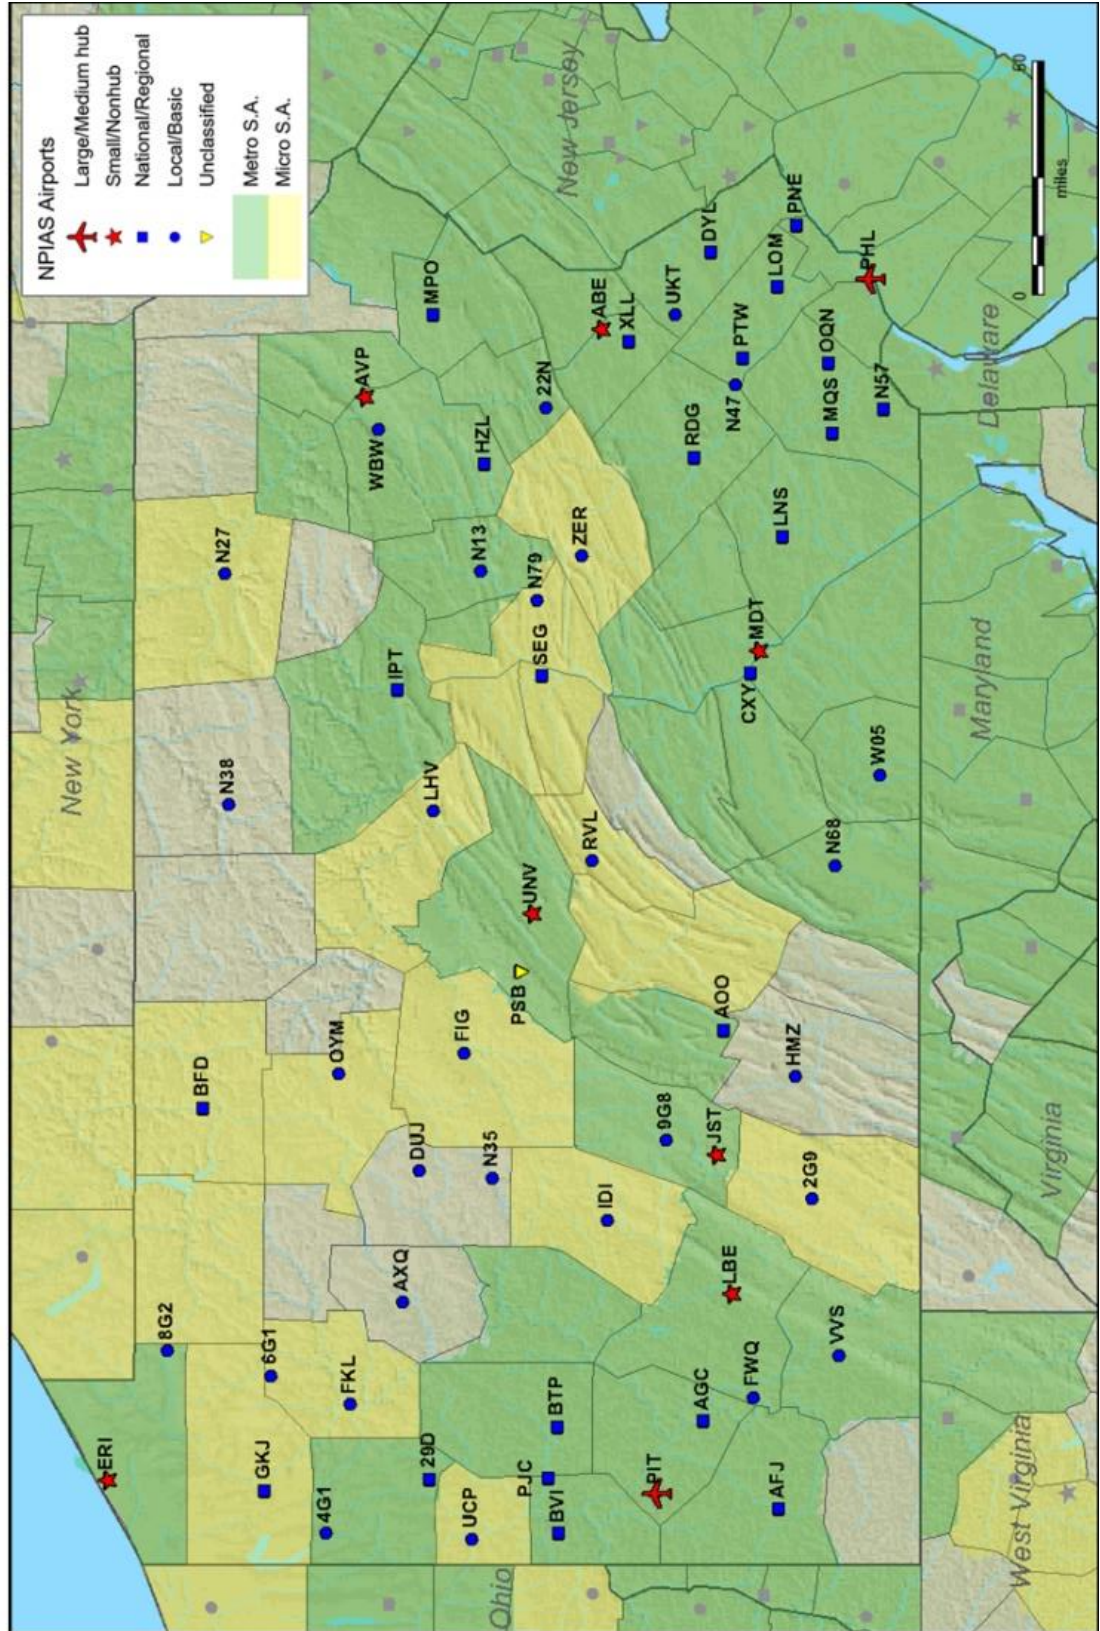 NPIAS Airports
Large/Medium hub
Small/Nonhub
National/Regional
Local/Basic
Unclassified
Metro S.A.
Micro S.A.
New York
ERI
8G2
BFD
N38
N27
GKJ
6G1
4G1
FKL
OYM
AVP
WBW
IPT
AXQ
DUJ
LHV
MPO
29D
UCP
FIG
N35
N13
HZL
Ohio
PSB
UNV
SEG
N79
22N
New Jersey
PJC
BVI
BTP
IDI
RVL
ZER
ABE
XLL
PIT
9G8
UKT
AGC
JST
AOO
RDG
DYL
LBE
FWQ
CXY
MDT
N47
PTW
AFJ
HMZ
LNS
LOM
PNE
VVS
2G9
N68
W05
MQS
OQN
PHL
N57
West Virginia
Virginia
Maryland
Delaware
0
50
miles